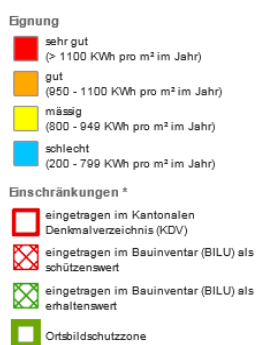 Eignung
sehr gut
(> 1100 KWh pro m² im Jahr)
gut
(950 - 1100 KWh pro m² im Jahr)
mässig
(800 - 949 KWh pro m² im Jahr)
schlecht
(200 - 799 KWh pro m² im Jahr)
Einschränkungen *
eingetragen im Kantonalen
Denkmalverzeichnis (KDV)
eingetragen im Bauinventar (BILU) als
schützenswert
eingetragen im Bauinventar (BILU) als
erhaltenswert
Ortsbildschutzzone